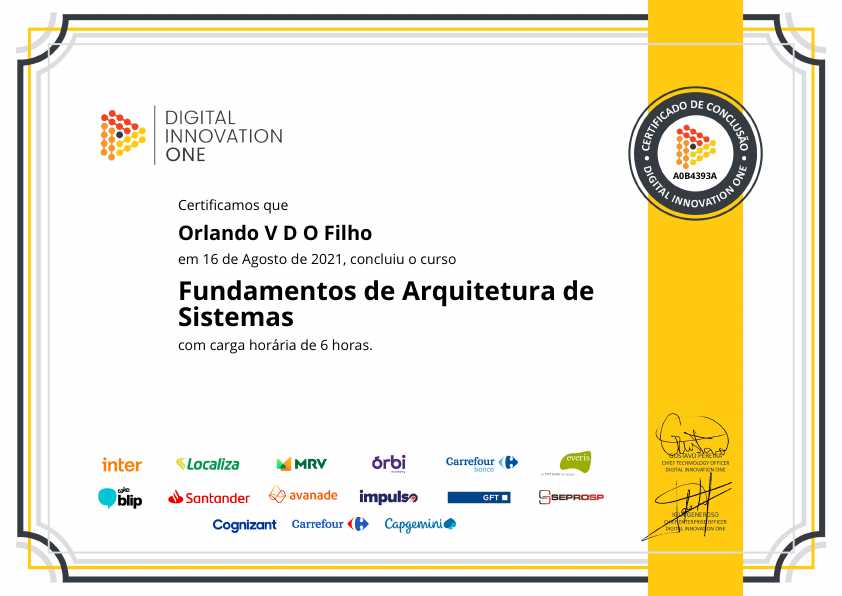 DIGITAL
INNOVATION
ONE
CERTIFICADO DE CONCLUSÃO
A0B4393A
DIGITAL INNOVATION ONE
Certificamos que
Orlando V D O Filho
em 16 de Agosto de 2021, concluiu o curso
Fundamentos de Arquitetura de
Sistemas
com carga horária de 6 horas.
GUSTAVO PEREIRA
CHIEF TECHNOLOGY OFFICER
DIGITAL INNOVATION ONE
inter
Localiza
MRV
órbi
Carrefour
banco
everis
take
blip
Santander
avanade
impulso
GFT
SEPROSP
GENEROSO
CHIEF ENTERPRISE OFFICER
DIGITAL INNOVATION ONE
Cognizant
Carrefour
Capgemini